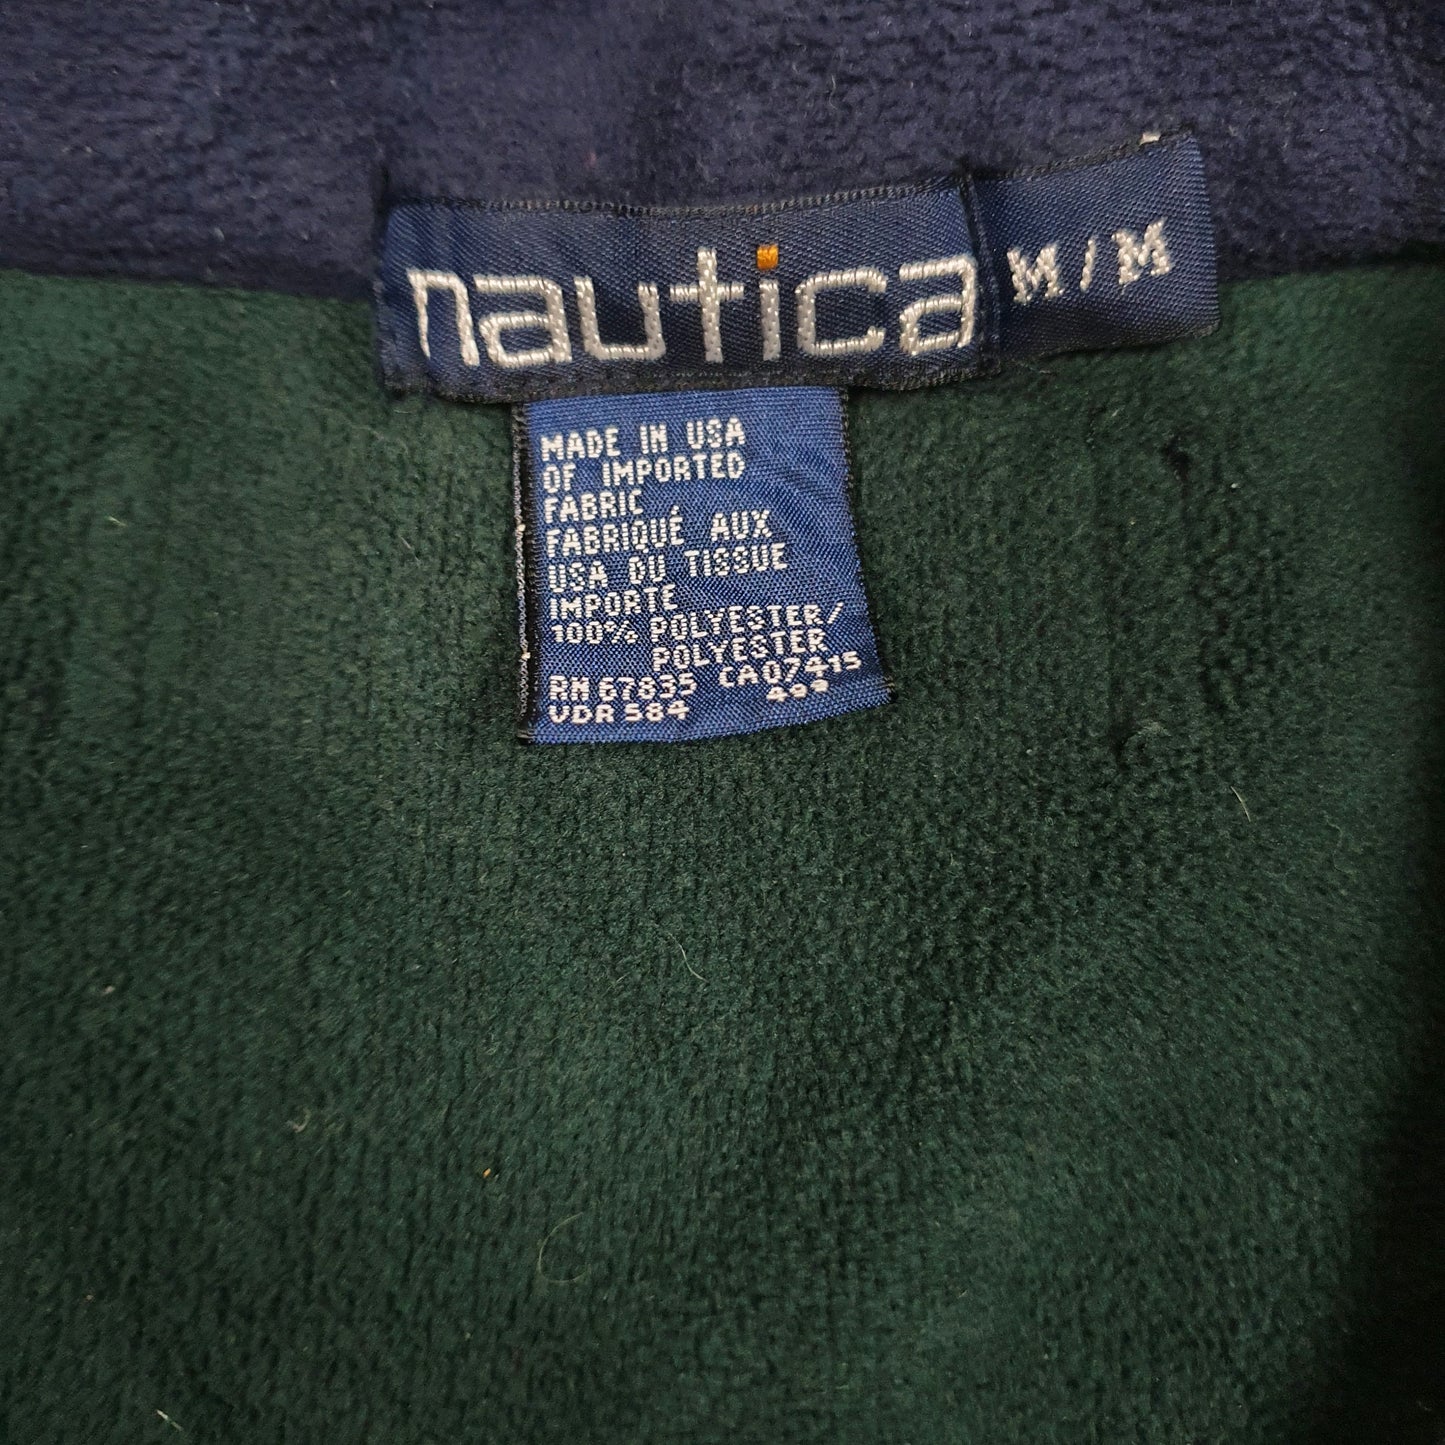 nautica
M/M
MADE IN USA
OF IMPORTED
FABRIC
FABRIQUÉ AUX
USA DU TISSUE
IMPORTE
100% POLYESTER/
POLYESTER
RN 67835 CA07415
VDR 584